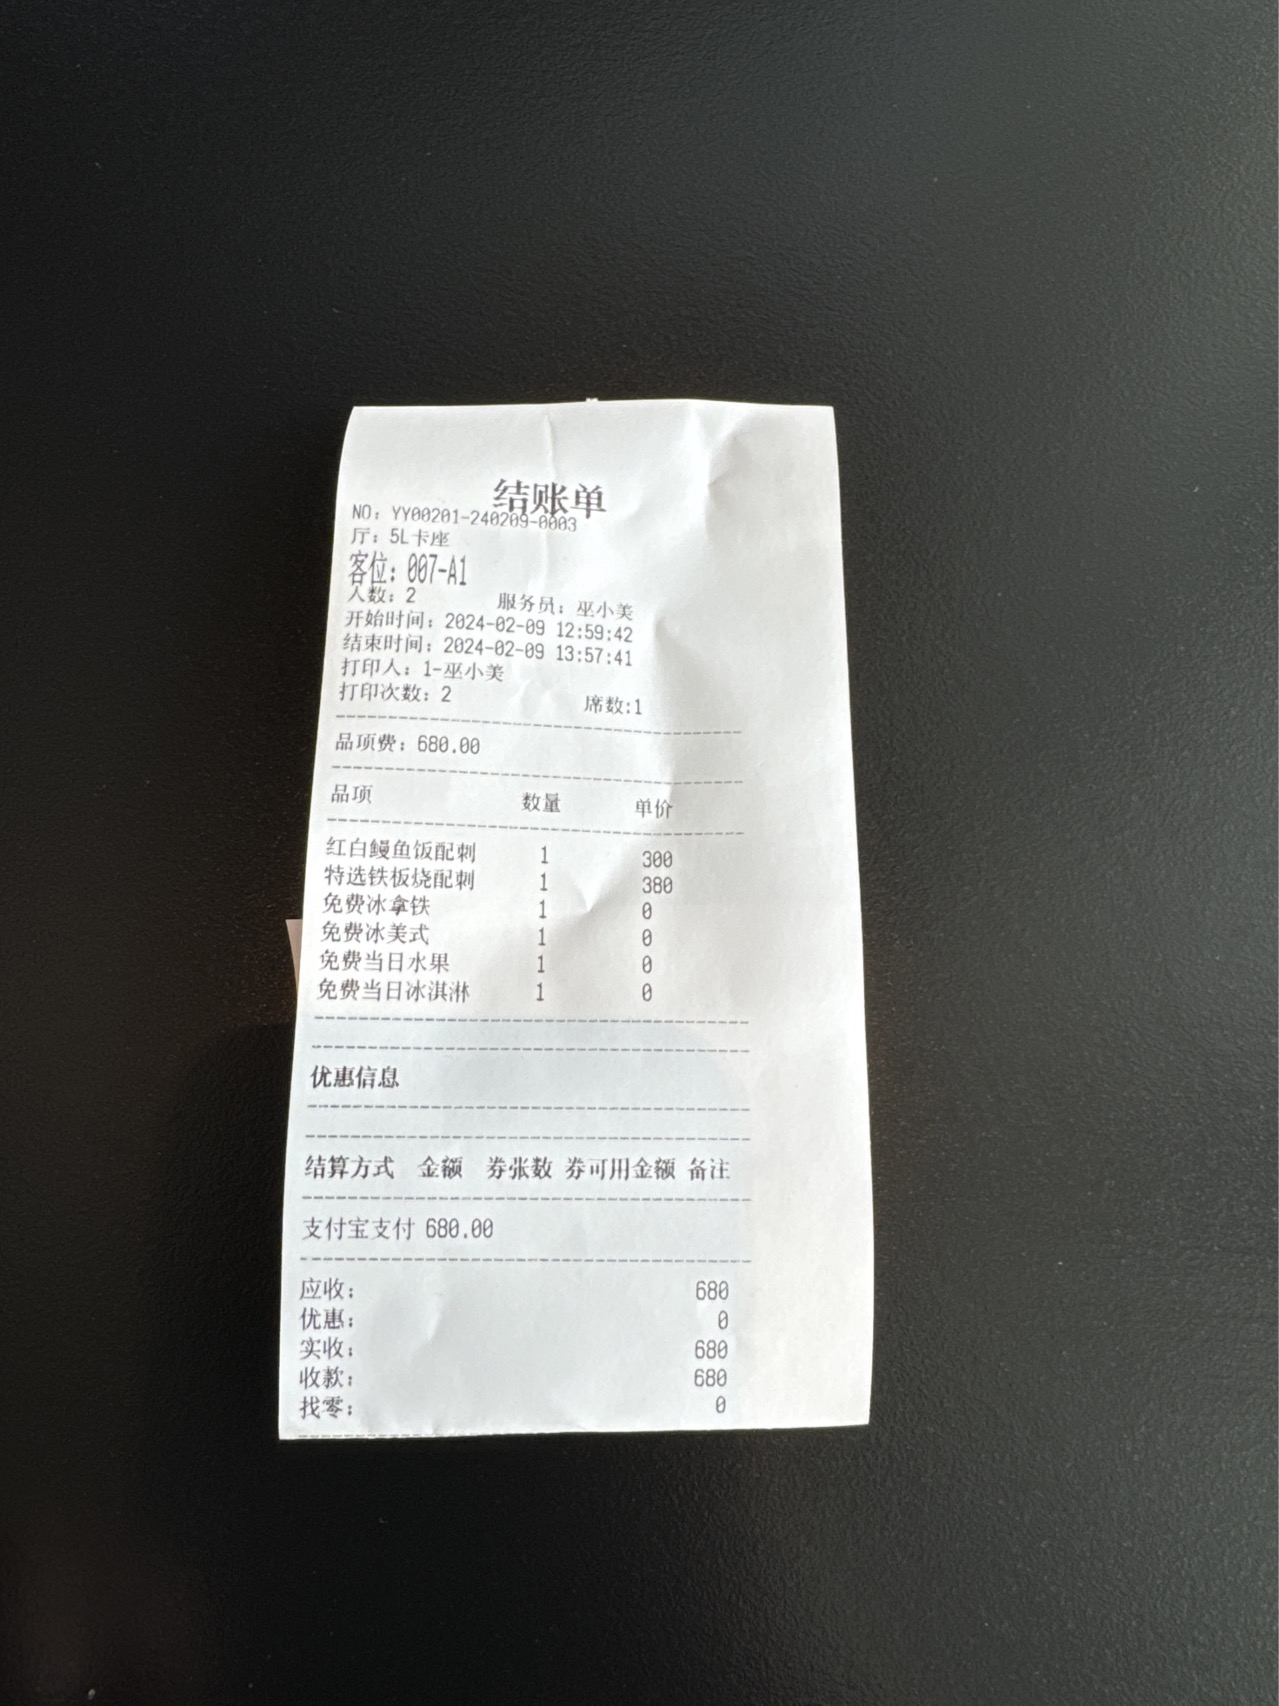 结账单
NO: YY00201-240209-0003
厅: 5L卡座
客位: 007-A1
人数: 2 服务员: 巫小美
开始时间: 2024-02-09 12:59:42
结束时间: 2024-02-09 13:57:41
打印人: 1-巫小美
打印次数: 2 席数:1
品项费: 680.00
品项 数量 单价
红白鳗鱼饭配刺 1 300
特选铁板烧配刺 1 380
免费冰拿铁 1 0
免费冰美式 1 0
免费当日水果 1 0
免费当日冰淇淋 1 0
优惠信息
结算方式 金额 券张数 券可用金额 备注
支付宝支付 680.00
应收: 680
优惠: 0
实收: 680
收款: 680
找零: 0